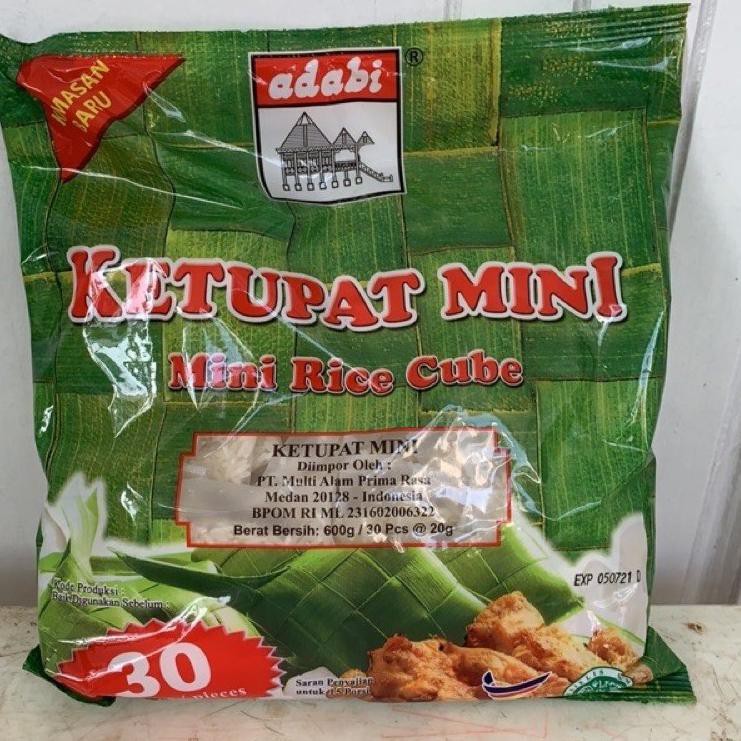 MASAN
BARU
adabi®
KETUPAT MINI
Mini Rice Cube
KETUPAT MINI
Diimpor Oleh :
PT. Multi Alam Prima Rasa
Medan 20128 - Indonesia
BPOM RI ML 231602006322
Berat Bersih: 600g / 30 Pcs @ 20g
EXP 050721 D
Kode Produksi :
Baik Digunakan Sebelum :
30
pieces
Saran Penyajian
untuk 15 Porsi